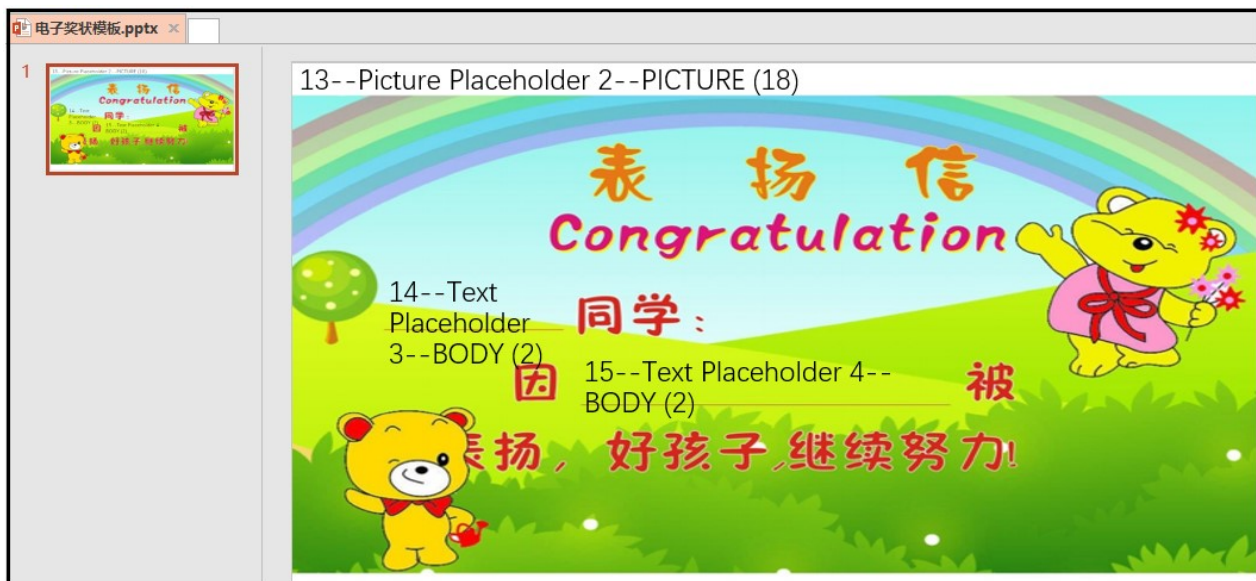 电子奖状模板.pptx
1
13--Picture Placeholder 2--PICTURE (18)
表 扬 信
Congratulation
14--Text
Placeholder
3--BODY (2)
同学:
因
15--Text Placeholder 4--
BODY (2)
被
表扬,好孩子,继续努力!